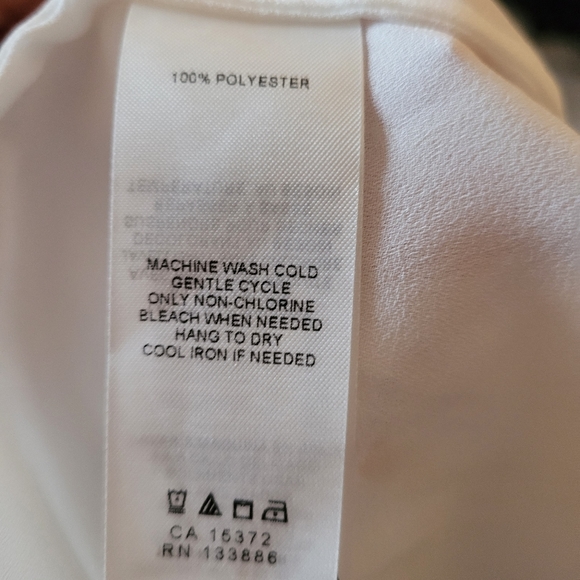 100% POLYESTER
MACHINE WASH COLD
GENTLE CYCLE
ONLY NON-CHLORINE
BLEACH WHEN NEEDED
HANG TO DRY
COOL IRON IF NEEDED
CA 15372
RN 133886